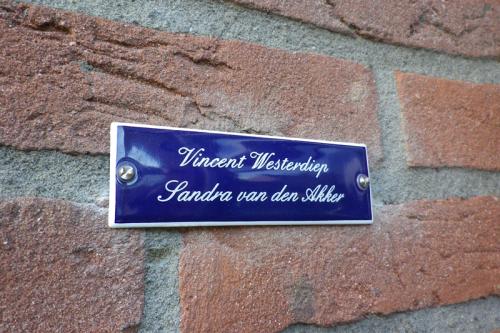 Vincent Westerdiep
Sandra van den Akker